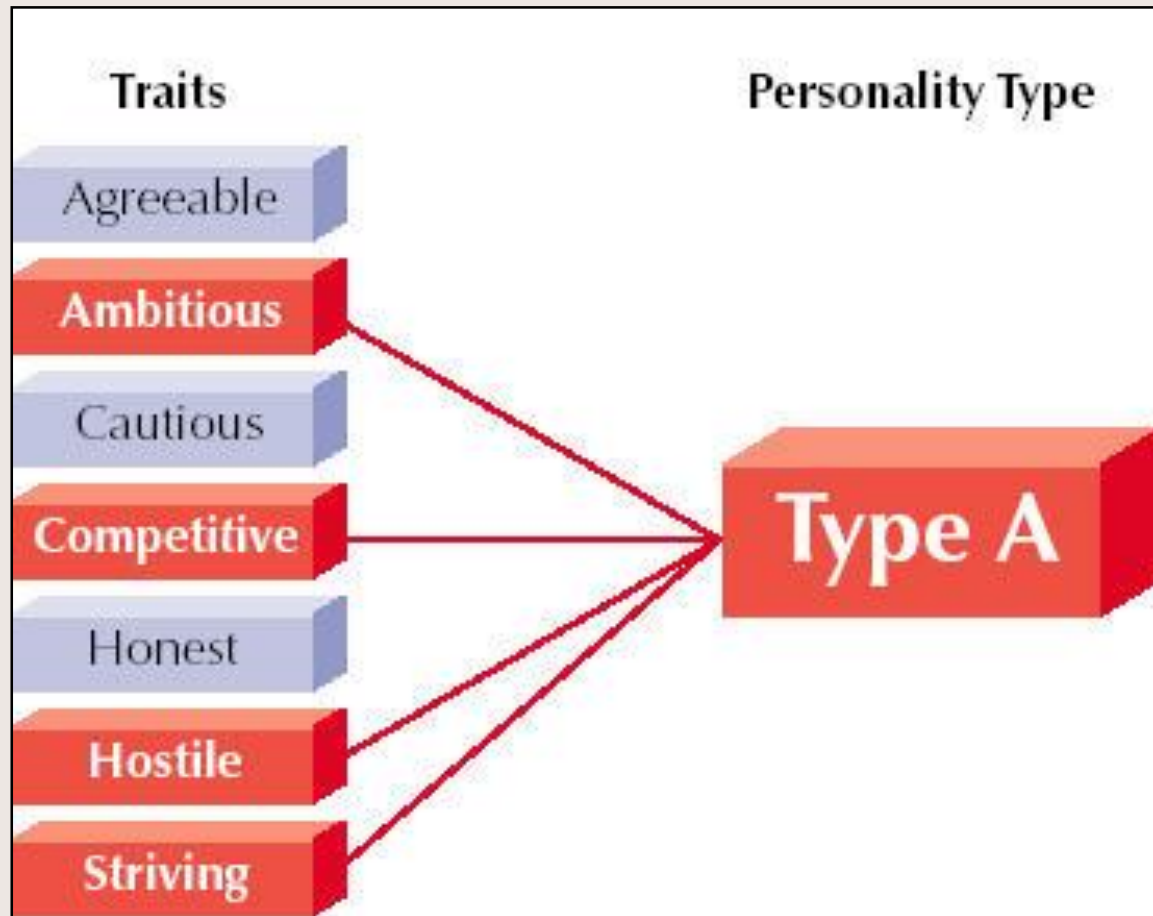 Traits
Personality Type
Agreeable
Ambitious
Cautious
Competitive
Type A
Honest
Hostile
Striving